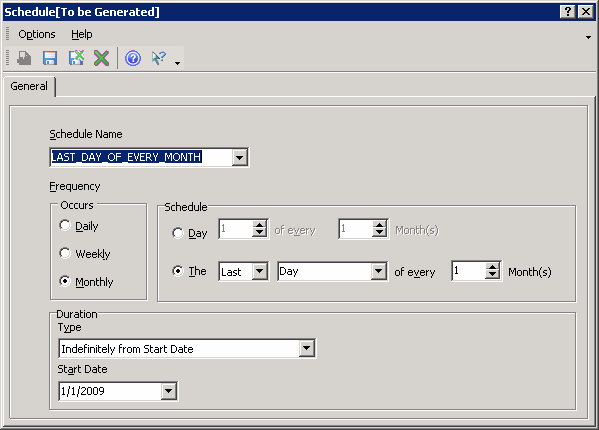 Schedule[To be Generated]
Options Help
General
Schedule Name
LAST_DAY_OF_EVERY_MONTH
Frequency
Occurs
Daily
Weekly
Monthly
Schedule
Day 1 of every 1 Month(s)
The Last Day of every 1 Month(s)
Duration
Type
Indefinitely from Start Date
Start Date
1/1/2009